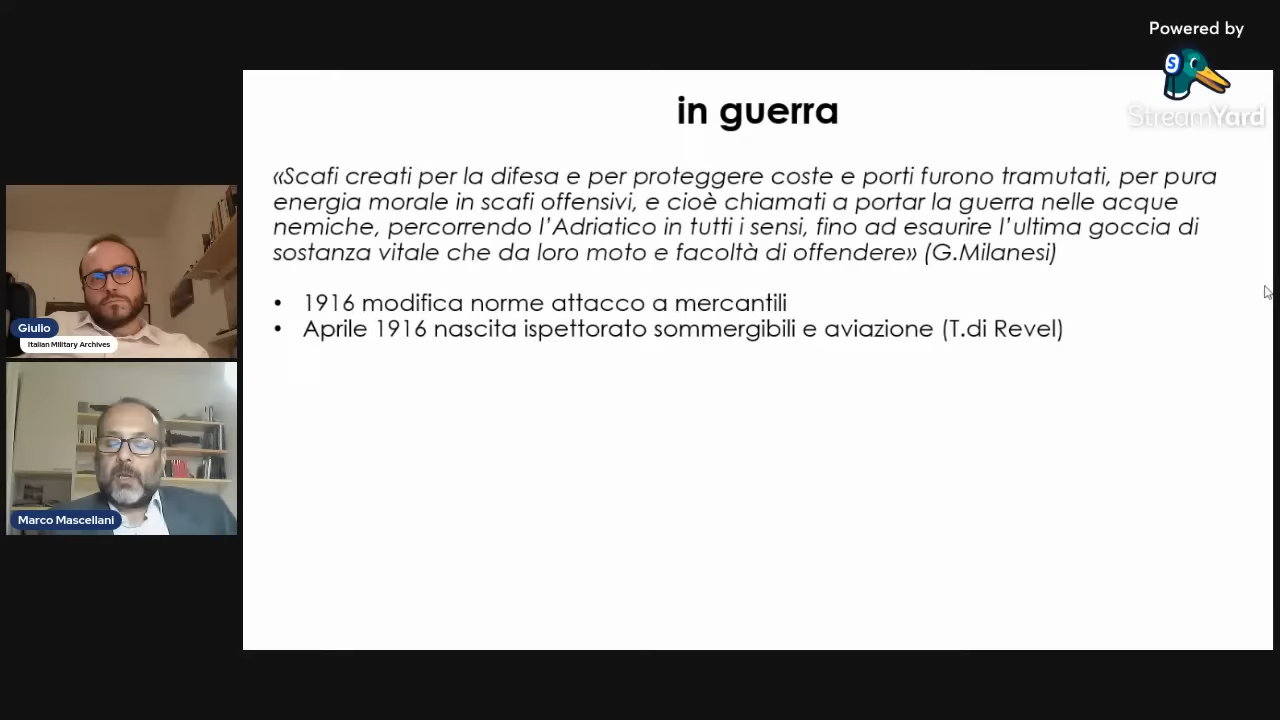 Powered by
StreamYard
in guerra
«Scafi creati per la difesa e per proteggere coste e porti furono tramutati, per pura
energia morale in scafi offensivi, e cioè chiamati a portar la guerra nelle acque
nemiche, percorrendo l’Adriatico in tutti i sensi, fino ad esaurire l’ultima goccia di
sostanza vitale che da loro moto e facoltà di offendere» (G.Milanesi)
• 1916 modifica norme attacco a mercantili
• Aprile 1916 nascita ispettorato sommergibili e aviazione (T.di Revel)
Giulio
Italian Military Archives
Marco Mascellani